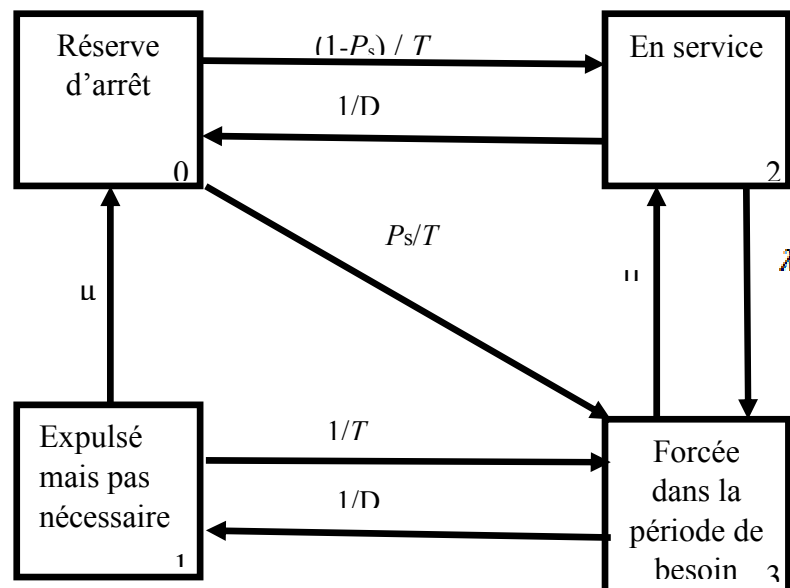 Réserve
d’arrêt
0
(1-Ps) / T
1/D
En service
2
Ps/T
μ
λ
Expulsé
mais pas
nécessaire
1
1/T
1/D
Forcée
dans la
période de
besoin
3